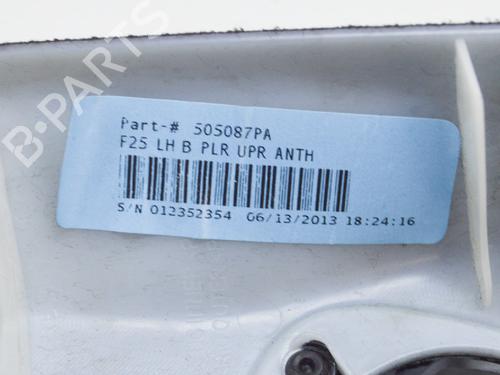 B-PARTS
Part-# 505087PA
F25 LH B PLR UPR ANTH
S/N 012352354 06/13/2013 18:24:16